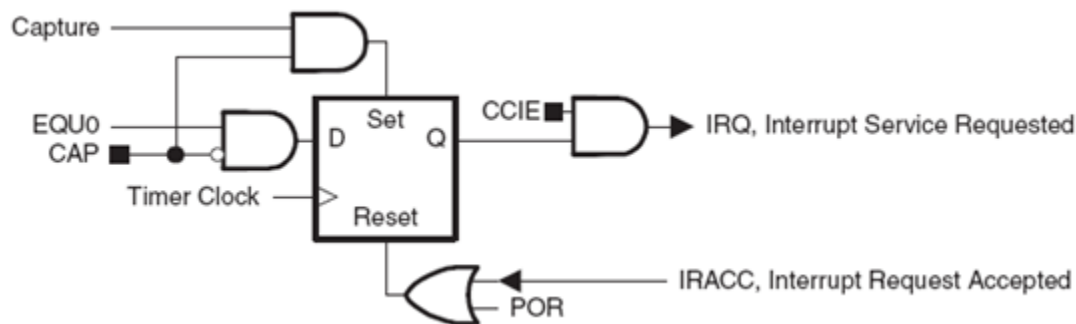 Capture
Set
CCIE
EQU0
D
Q
IRQ, Interrupt Service Requested
CAP
Timer Clock
Reset
IRACC, Interrupt Request Accepted
POR